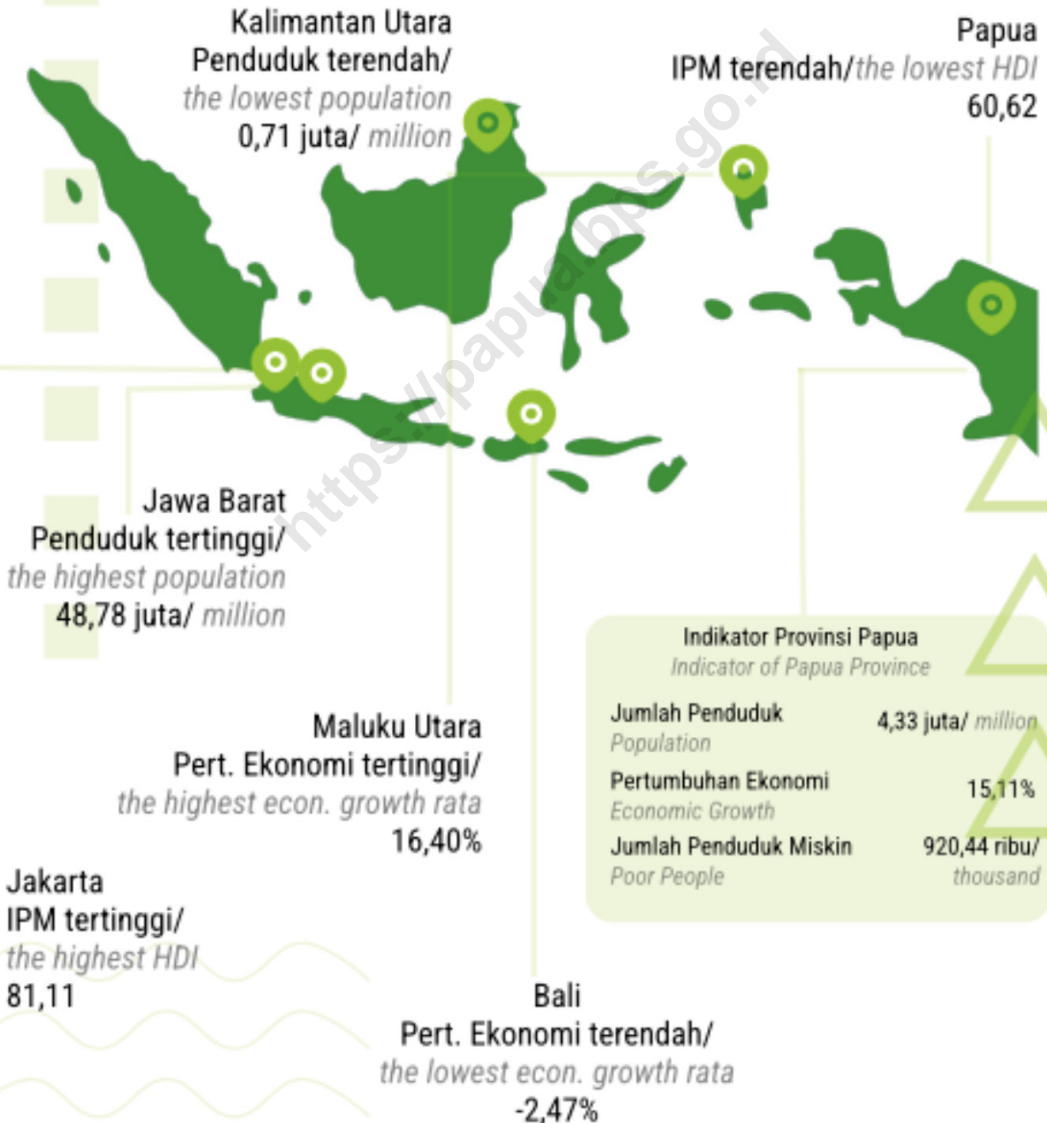 Kalimantan Utara
Penduduk terendah/
the lowest population
0,71 juta/ million
Papua
IPM terendah/the lowest HDI
60,62
https://papua.bps.go.id
Jawa Barat
Penduduk tertinggi/
the highest population
48,78 juta/ million
Indikator Provinsi Papua
Indicator of Papua Province
Jumlah Penduduk 4,33 juta/ million
Population
Pertumbuhan Ekonomi 15,11%
Economic Growth
Jumlah Penduduk Miskin 920,44 ribu/
Poor People thousand
Maluku Utara
Pert. Ekonomi tertinggi/
the highest econ. growth rata
16,40%
Jakarta
IPM tertinggi/
the highest HDI
81,11
Bali
Pert. Ekonomi terendah/
the lowest econ. growth rata
-2,47%